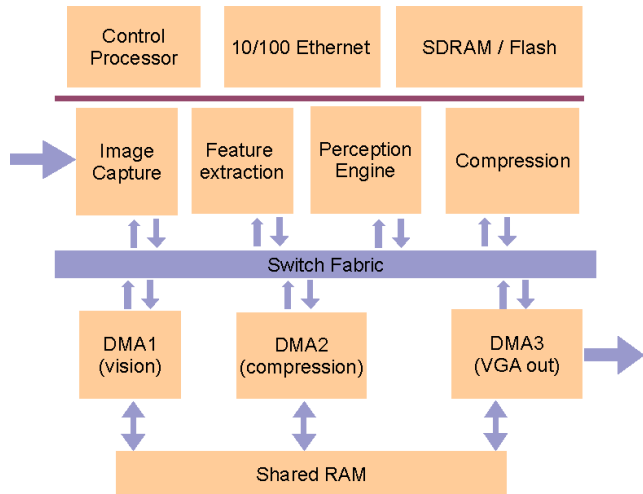 Control
Processor
10/100 Ethernet
SDRAM / Flash
Image
Capture
Feature
extraction
Perception
Engine
Compression
Switch Fabric
DMA1
(vision)
DMA2
(compression)
DMA3
(VGA out)
Shared RAM